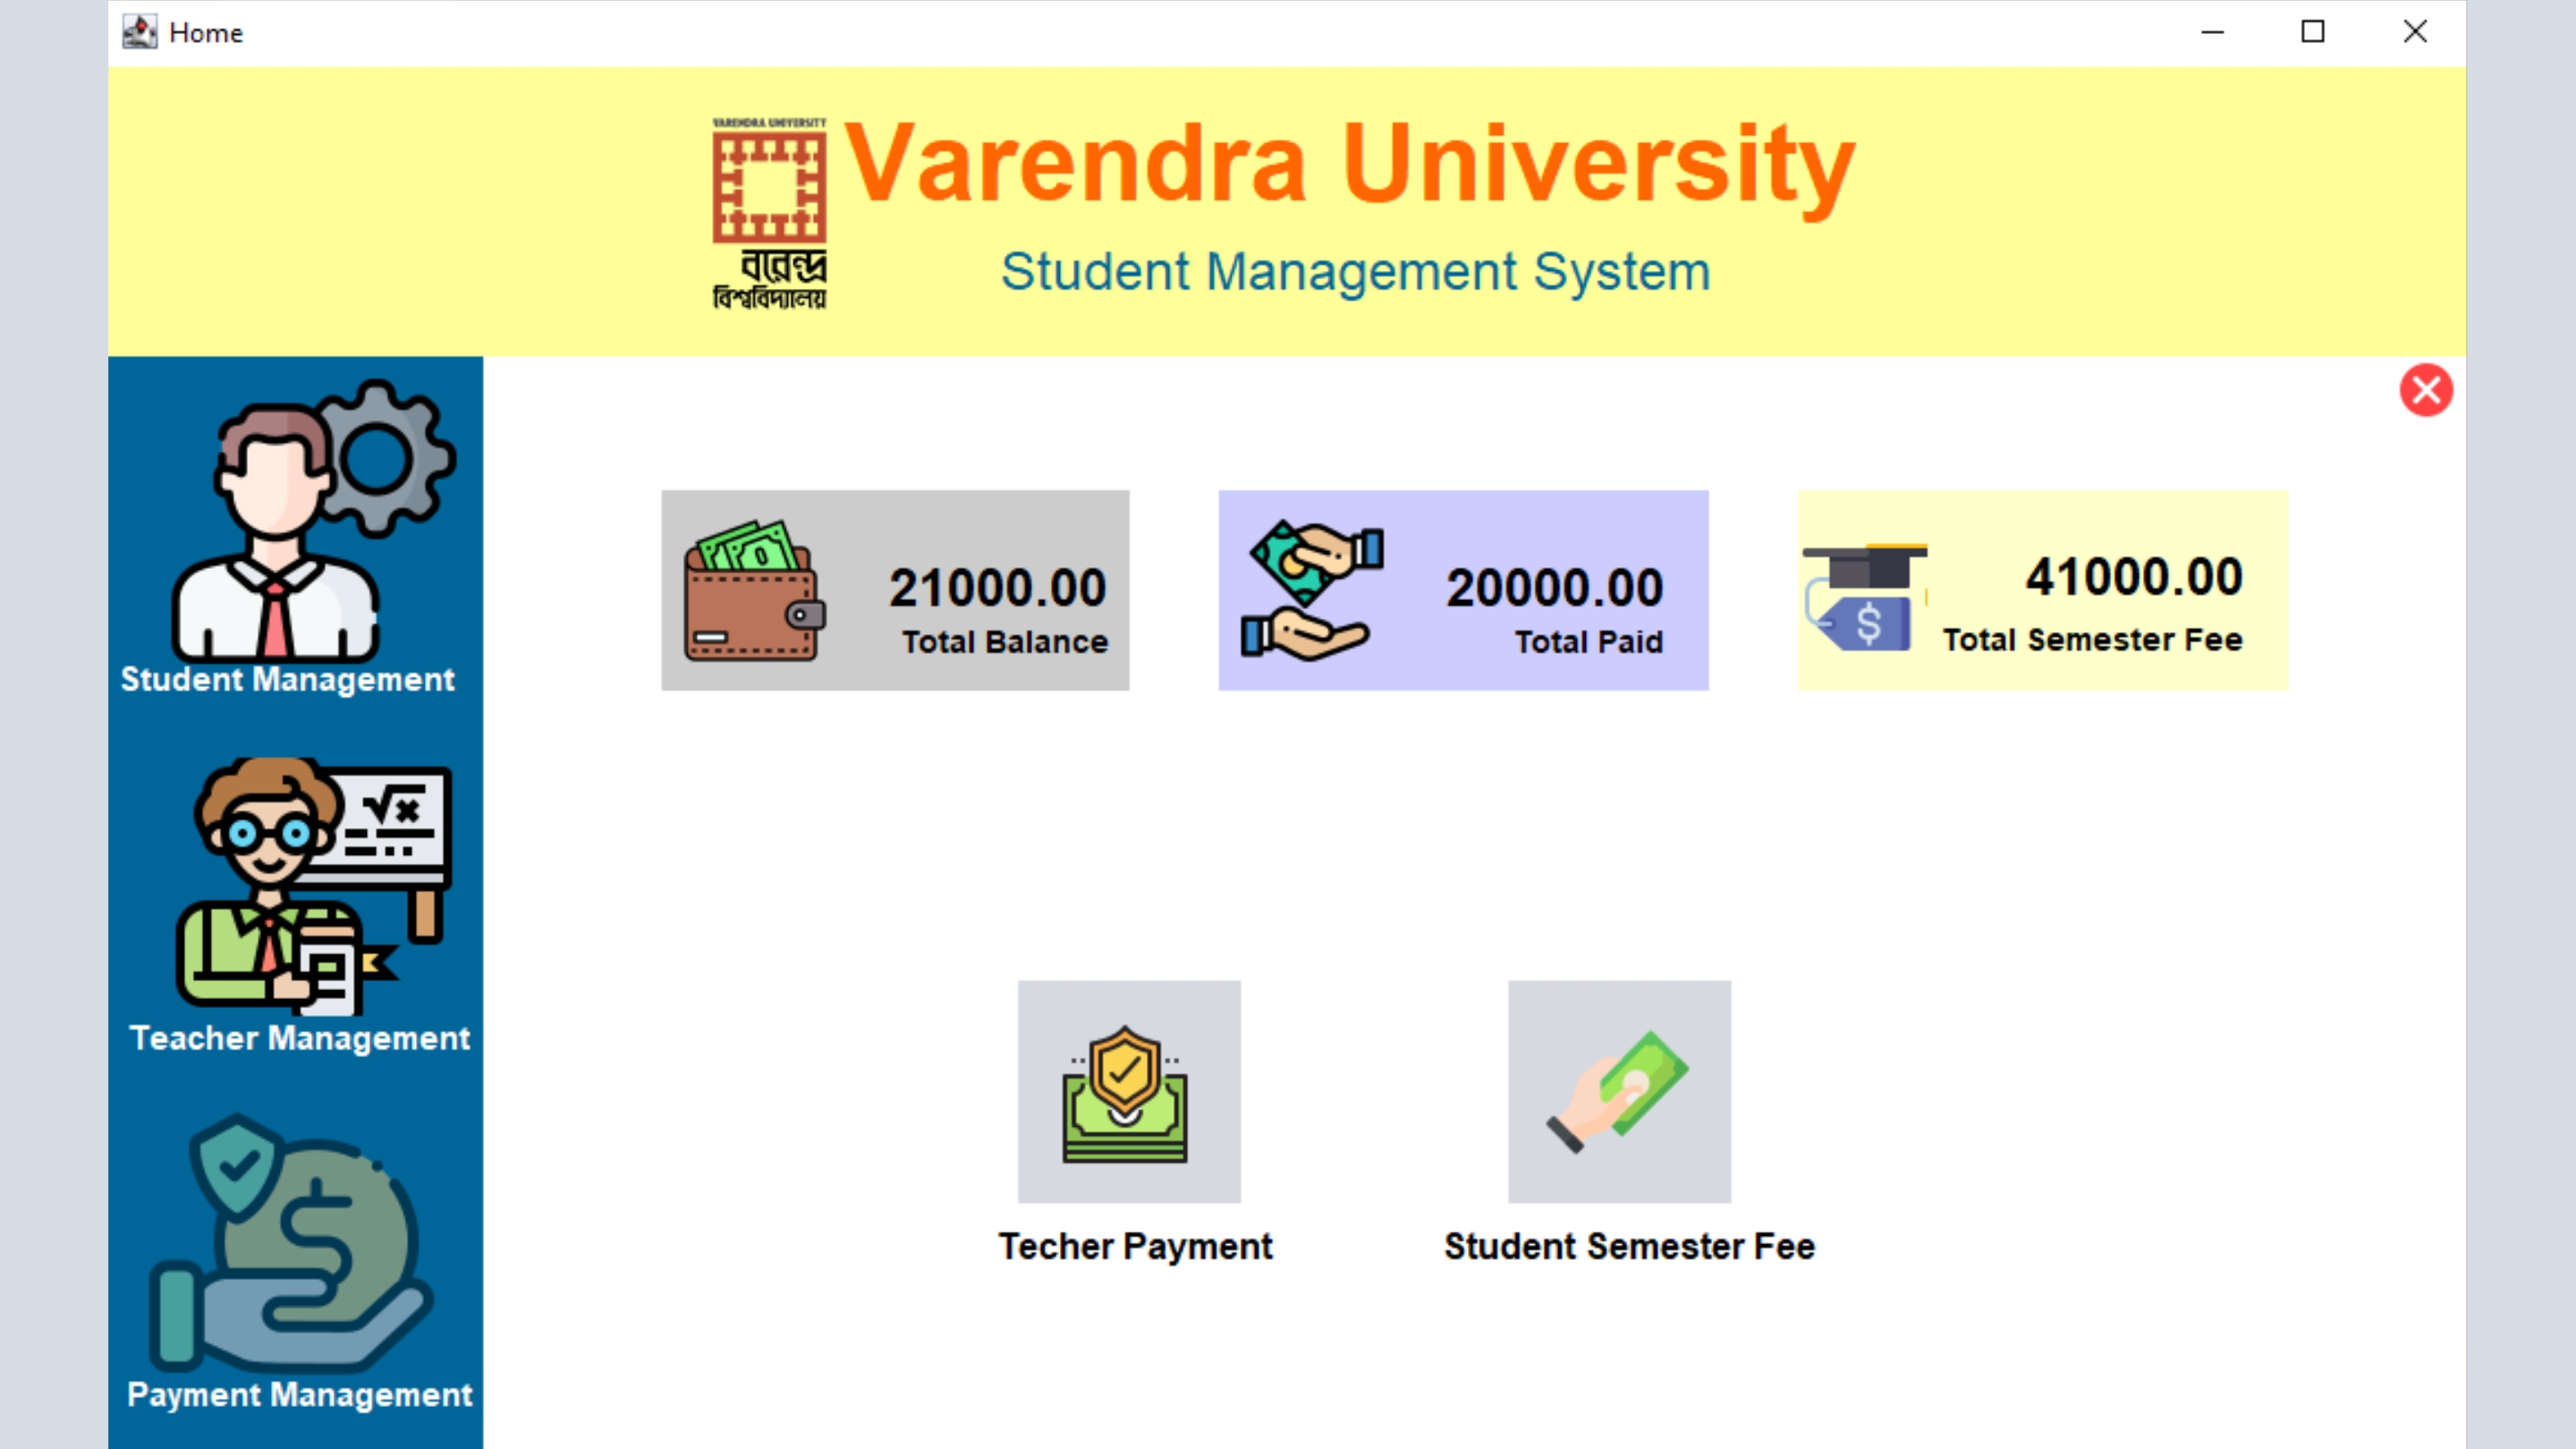 Home
VARENDRA UNIVERSITY
বরেন্দ্র
বিশ্ববিদ্যালয়
Varendra University
Student Management System
Student Management
Teacher Management
Payment Management
21000.00
Total Balance
20000.00
Total Paid
$
41000.00
Total Semester Fee
Techer Payment
Student Semester Fee